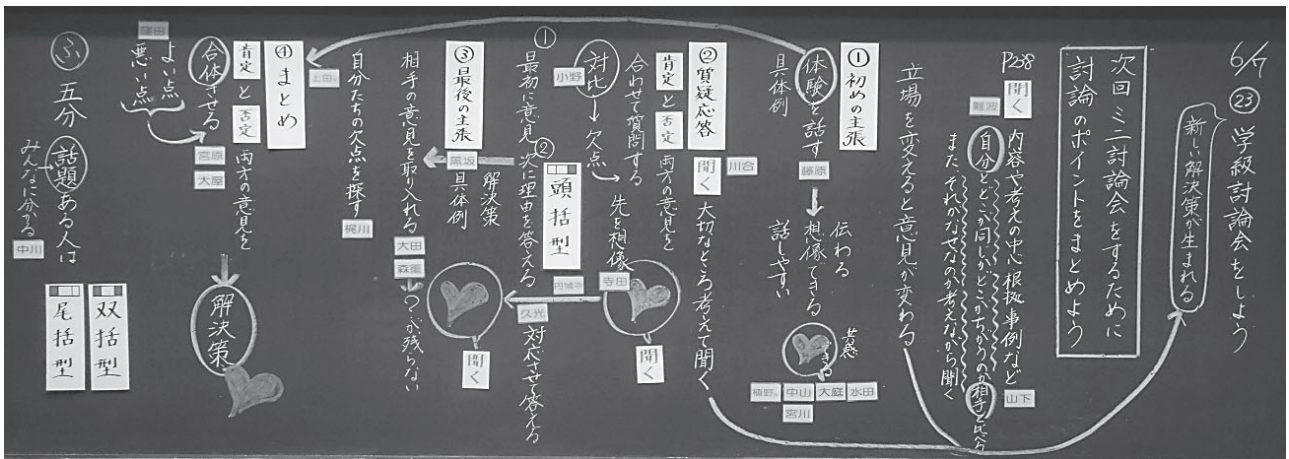 6/7
㉓ 学級討論会をしよう
新しい解決策が生まれる
次回ミニ討論会をするために
討論のポイントをまとめよう
P238
聞く
難波
内容や考えの中心 根拠 事例など
山下
自分とどこが同じかどこがちがうのか相手と比べる
またそれがなぜなのか考えながら聞く
立場を変えると意見が変わる
① 初めの主張
体験を話す
具体例
藤原
伝わる
想像できる
話しやすい
共感
中山
大庭
水田
宮川
② 質疑応答
聞く
川合
大切なところ考えて聞く
肯定と否定 両方の意見を
合わせて質問する
対比
小野
欠点
先を想像
寺田
聞く
①
最初に意見
②
次に理由を答える
頭括型
久光
対応させて答える
③ 最後の主張
黒坂
解決策
具体例
聞く
相手の意見を取り入れる
大田
森重
?が残らない
自分たちの欠点を探す
梶川
④ まとめ
上田
肯定と否定 両方の意見を
合体させる
宮原
大屋
解決策
窪田
よい点
悪い点
ふ 五分
話題ある人は
みんなに分かる
中川
双括型
尾括型